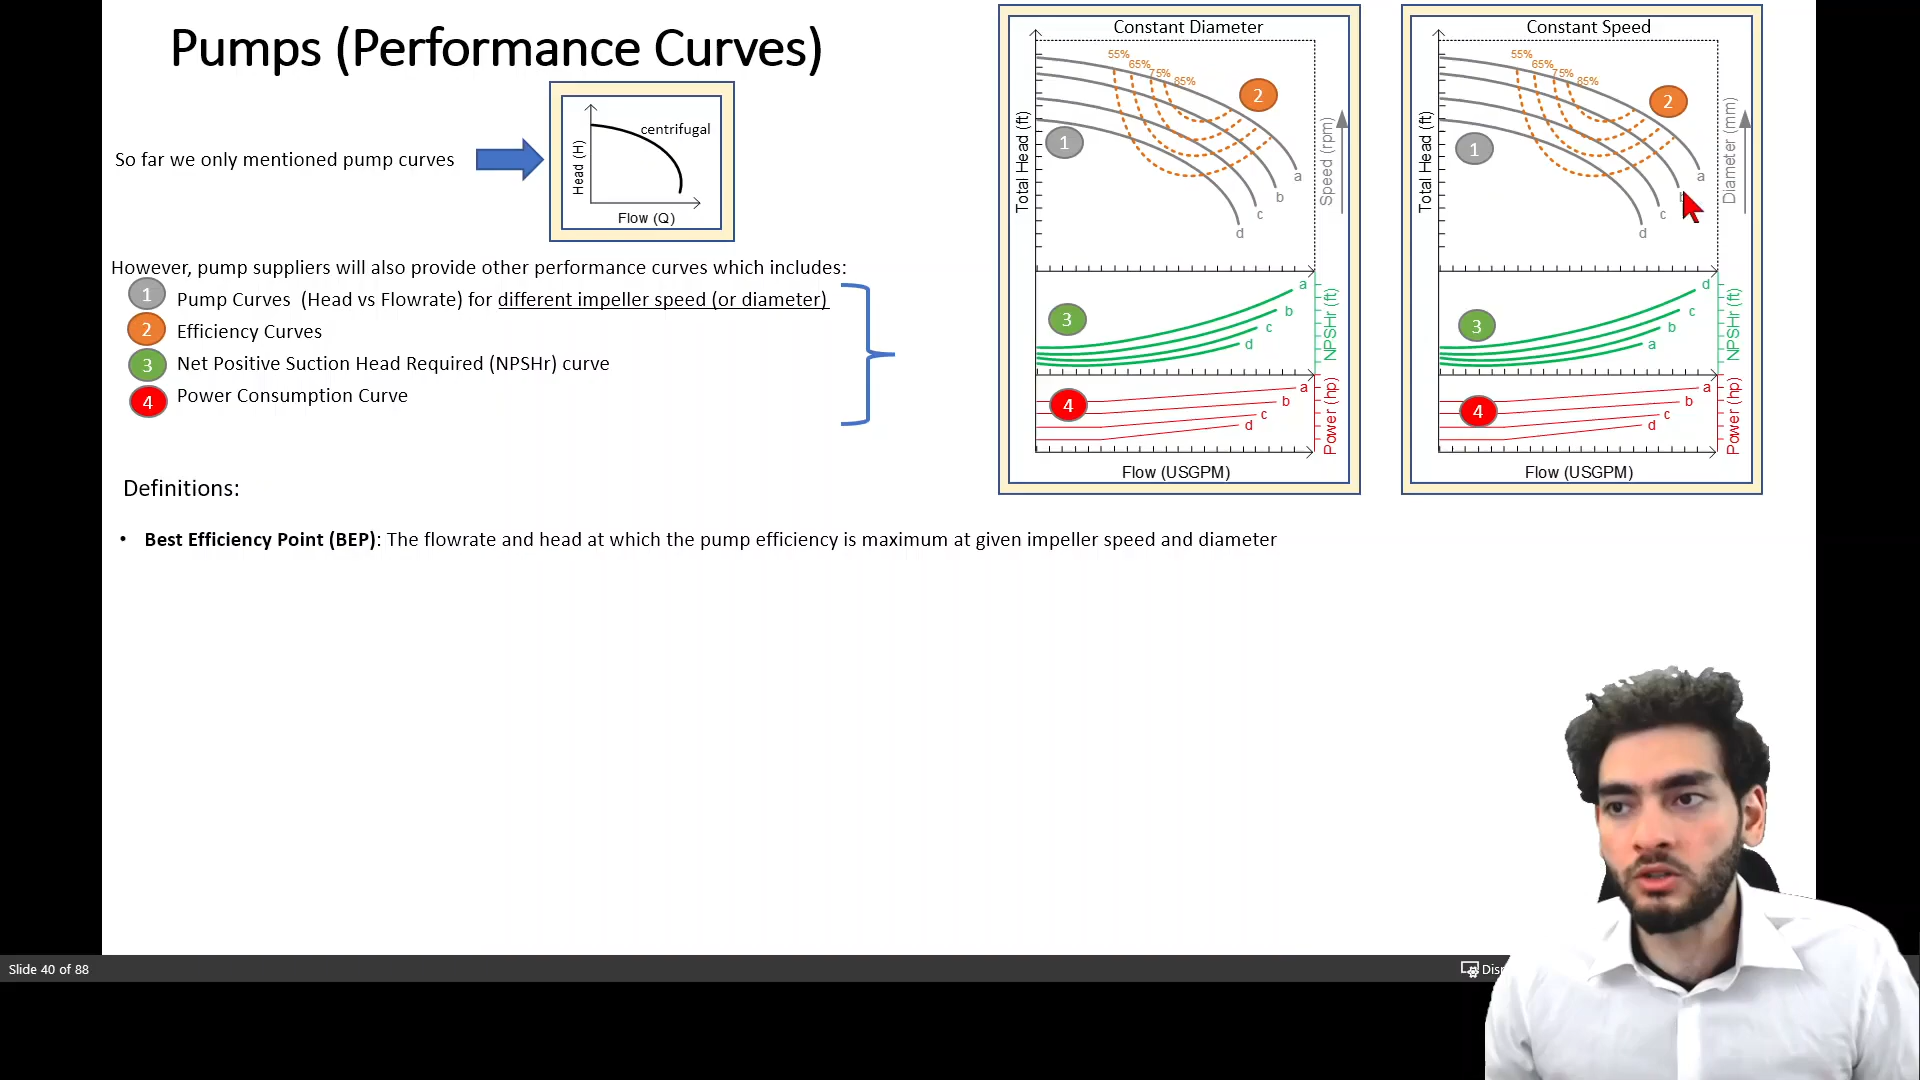 Pumps (Performance Curves)
So far we only mentioned pump curves
Head (H)
centrifugal
Flow (Q)
However, pump suppliers will also provide other performance curves which includes:
1 Pump Curves (Head vs Flowrate) for different impeller speed (or diameter)
2 Efficiency Curves
3 Net Positive Suction Head Required (NPSHr) curve
4 Power Consumption Curve
Constant Diameter
55%
65%
75%
85%
2
1
Total Head (ft)
Speed (rpm)
a
b
c
d
3
a
b
c
d
NPSHr (ft)
4
a
b
c
d
Power (hp)
Flow (USGPM)
Constant Speed
55%
65%
75%
85%
2
1
Total Head (ft)
Diameter (mm)
a
b
c
d
3
d
c
b
a
NPSHr (ft)
4
a
b
c
d
Power (hp)
Flow (USGPM)
Definitions:
• Best Efficiency Point (BEP): The flowrate and head at which the pump efficiency is maximum at given impeller speed and diameter
Slide 40 of 88